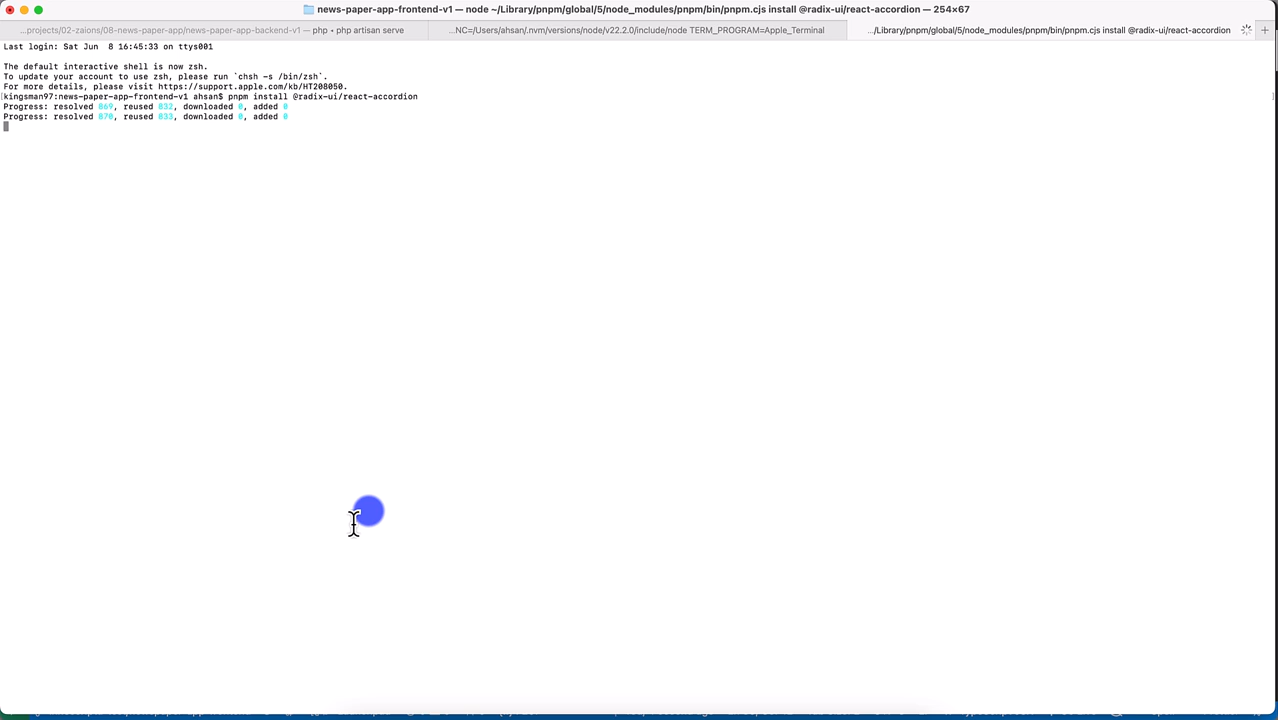 news-paper-app-frontend-v1 — node ~/Library/pnpm/global/5/node_modules/pnpm/bin/pnpm.cjs install @radix-ui/react-accordion — 254×67
...projects/02-zaions/08-news-paper-app/news-paper-app-backend-v1 — php • php artisan serve
...NC=/Users/ahsan/.nvm/versions/node/v22.2.0/include/node TERM_PROGRAM=Apple_Terminal
.../Library/pnpm/global/5/node_modules/pnpm/bin/pnpm.cjs install @radix-ui/react-accordion
Last login: Sat Jun  8 16:45:33 on ttys001
The default interactive shell is now zsh.
To update your account to use zsh, please run `chsh -s /bin/zsh`.
For more details, please visit https://support.apple.com/kb/HT208050.
[kingsman97:news-paper-app-frontend-v1 ahsan$ pnpm install @radix-ui/react-accordion ]
Progress: resolved 869, reused 832, downloaded 0, added 0
Progress: resolved 870, reused 833, downloaded 0, added 0